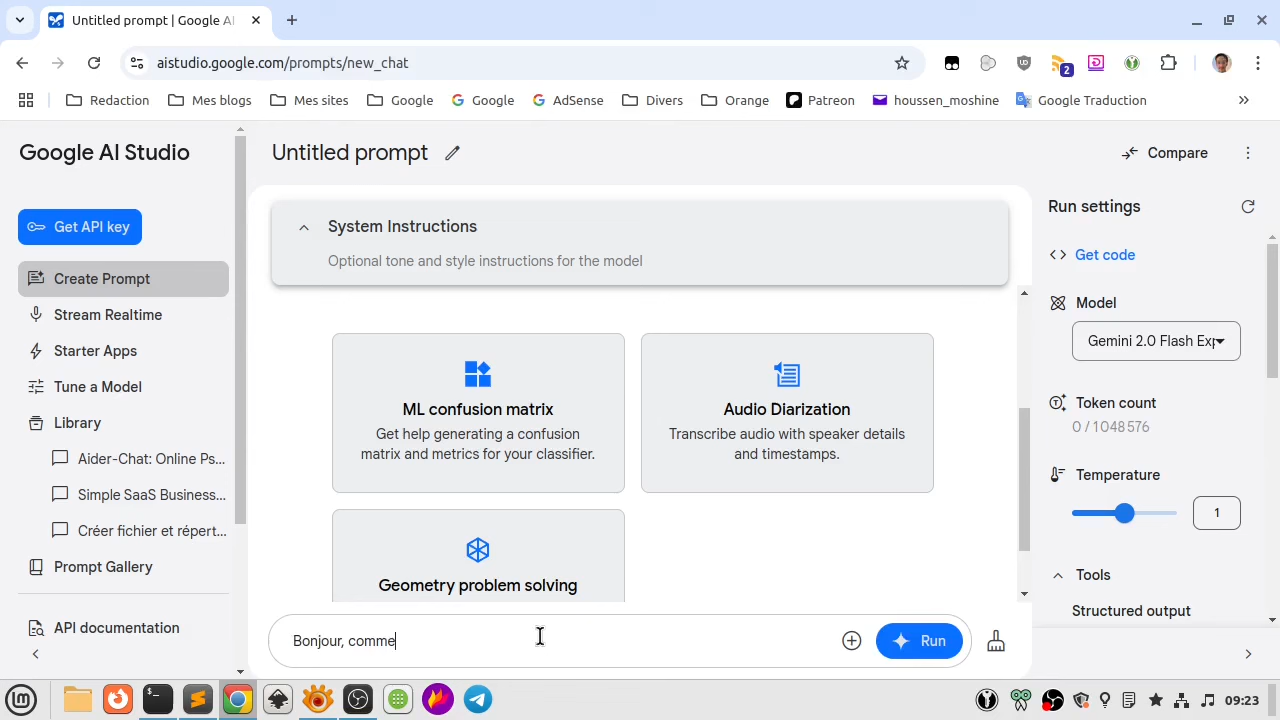 Untitled prompt | Google AI
aistudio.google.com/prompts/new_chat
2
Redaction
Mes blogs
Mes sites
Google
Google
AdSense
Divers
Orange
Patreon
houssen_moshine
Google Traduction
Google AI Studio
Untitled prompt
Compare
Get API key
System Instructions
Optional tone and style instructions for the model
Run settings
Get code
Create Prompt
Stream Realtime
Starter Apps
Tune a Model
Library
Aider-Chat: Online Ps...
Simple SaaS Business...
Créer fichier et répert...
Prompt Gallery
API documentation
ML confusion matrix
Get help generating a confusion
matrix and metrics for your classifier.
Audio Diarization
Transcribe audio with speaker details
and timestamps.
Geometry problem solving
Bonjour, comme
Run
Model
Gemini 2.0 Flash Exp
Token count
0 / 1 048 576
Temperature
1
Tools
Structured output
09:23